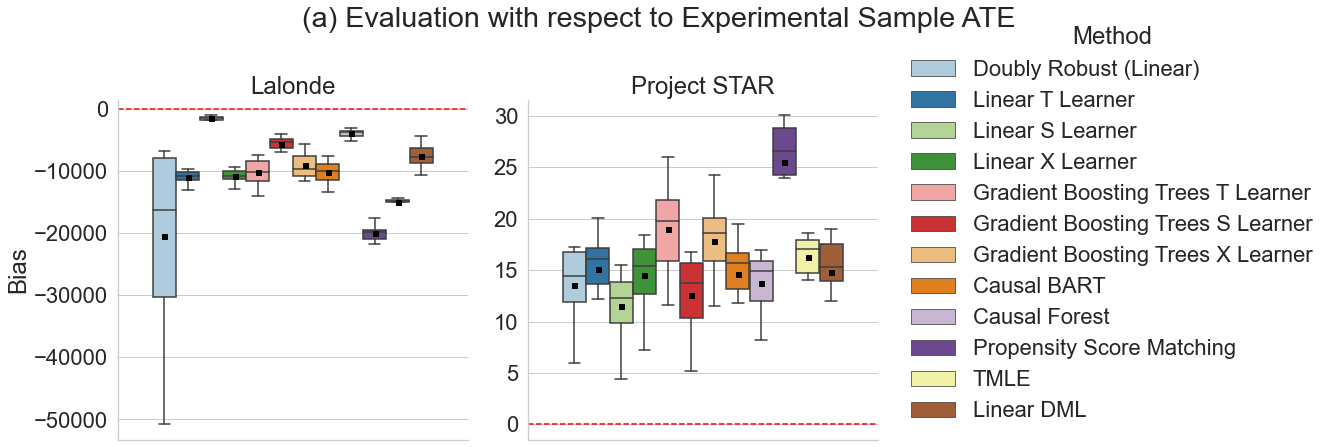 (a) Evaluation with respect to Experimental Sample ATE
Lalonde
Bias
0
−10000
−20000
−30000
−40000
−50000
Project STAR
30
25
20
15
10
5
0
Method
Doubly Robust (Linear)
Linear T Learner
Linear S Learner
Linear X Learner
Gradient Boosting Trees T Learner
Gradient Boosting Trees S Learner
Gradient Boosting Trees X Learner
Causal BART
Causal Forest
Propensity Score Matching
TMLE
Linear DML